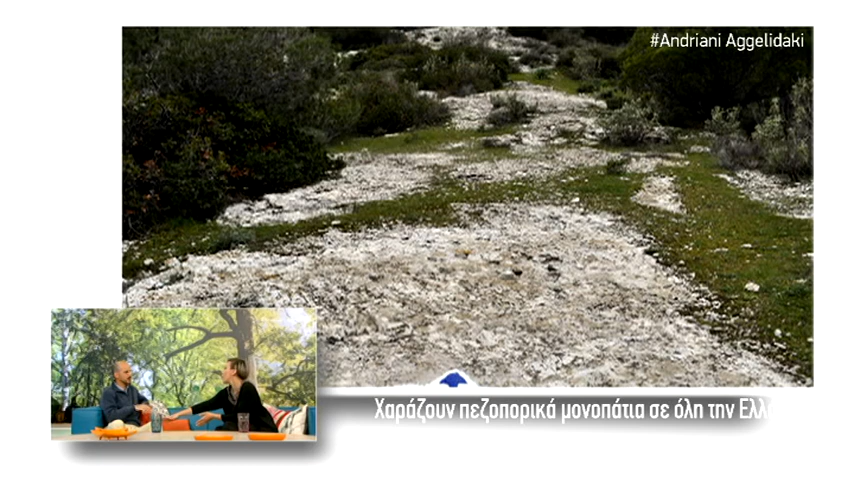 #Andriani Aggelidaki
Χαράζουν πεζοπορικά μονοπάτια σε όλη την